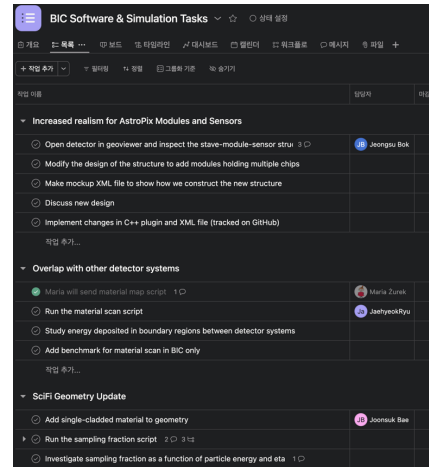 BIC Software & Simulation Tasks 상태 설정
개요 목록 ... 보드 타임라인 대시보드 캘린더 워크플로 메시지 파일 +
+ 작업 추가 필터링 정렬 그룹화 기준 숨기기
작업 이름 담당자 마감
Increased realism for AstroPix Modules and Sensors
Open detector in geoviewer and inspect the stave-module-sensor stru 3 JB Jeongsu Bok
Modify the design of the structure to add modules holding multiple chips
Make mockup XML file to show how we construct the new structure
Discuss new design
Implement changes in C++ plugin and XML file (tracked on GitHub)
작업 추가...
Overlap with other detector systems
Maria will send material map script 1 Maria Żurek
Run the material scan script Ja JaehyeokRyu
Study energy deposited in boundary regions between detector systems
Add benchmark for material scan in BIC only
작업 추가...
SciFi Geometry Update
Add single-cladded material to geometry JB Joonsuk Bae
Run the sampling fraction script 2 3
Investigate sampling fraction as a function of particle energy and eta 1